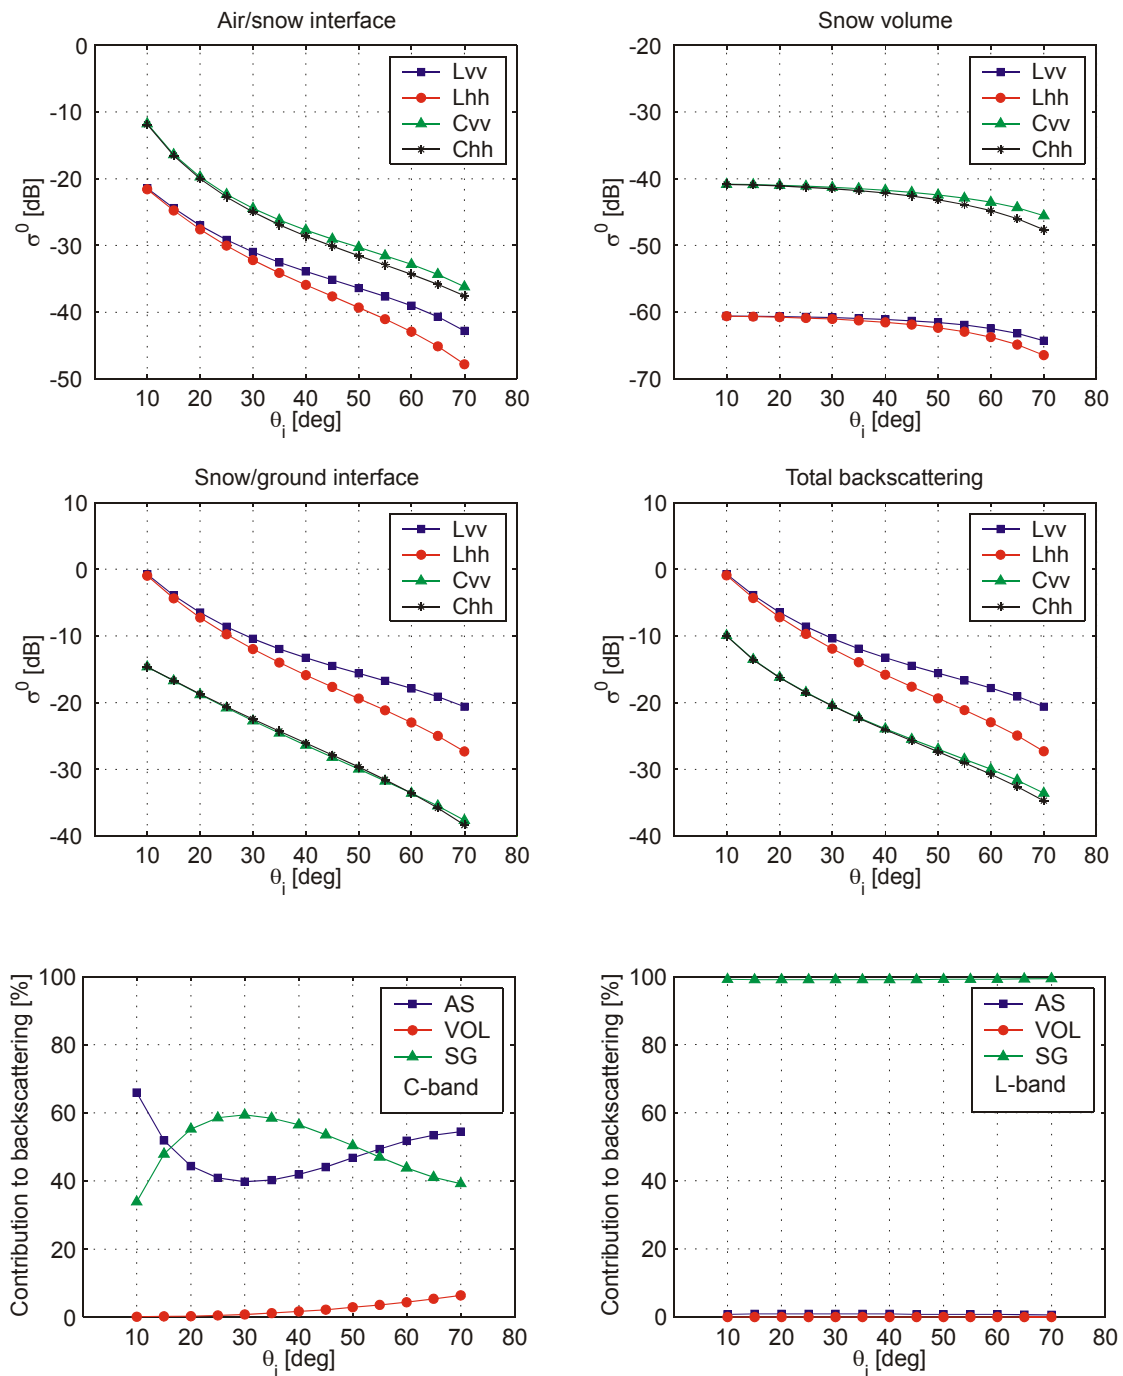 Air/snow interface
0
-10
-20
-30
-40
-50
σ⁰ [dB]
Lvv
Lhh
Cvv
Chh
10 20 30 40 50 60 70 80
θi [deg]
Snow volume
-20
-30
-40
-50
-60
-70
σ⁰ [dB]
Lvv
Lhh
Cvv
Chh
10 20 30 40 50 60 70 80
θi [deg]
Snow/ground interface
10
0
-10
-20
-30
-40
σ⁰ [dB]
Lvv
Lhh
Cvv
Chh
10 20 30 40 50 60 70 80
θi [deg]
Total backscattering
10
0
-10
-20
-30
-40
σ⁰ [dB]
Lvv
Lhh
Cvv
Chh
10 20 30 40 50 60 70 80
θi [deg]
100
80
60
40
20
0
Contribution to backscattering [%]
AS
VOL
SG
C-band
10 20 30 40 50 60 70 80
θi [deg]
100
80
60
40
20
0
Contribution to backscattering [%]
AS
VOL
SG
L-band
10 20 30 40 50 60 70 80
θi [deg]